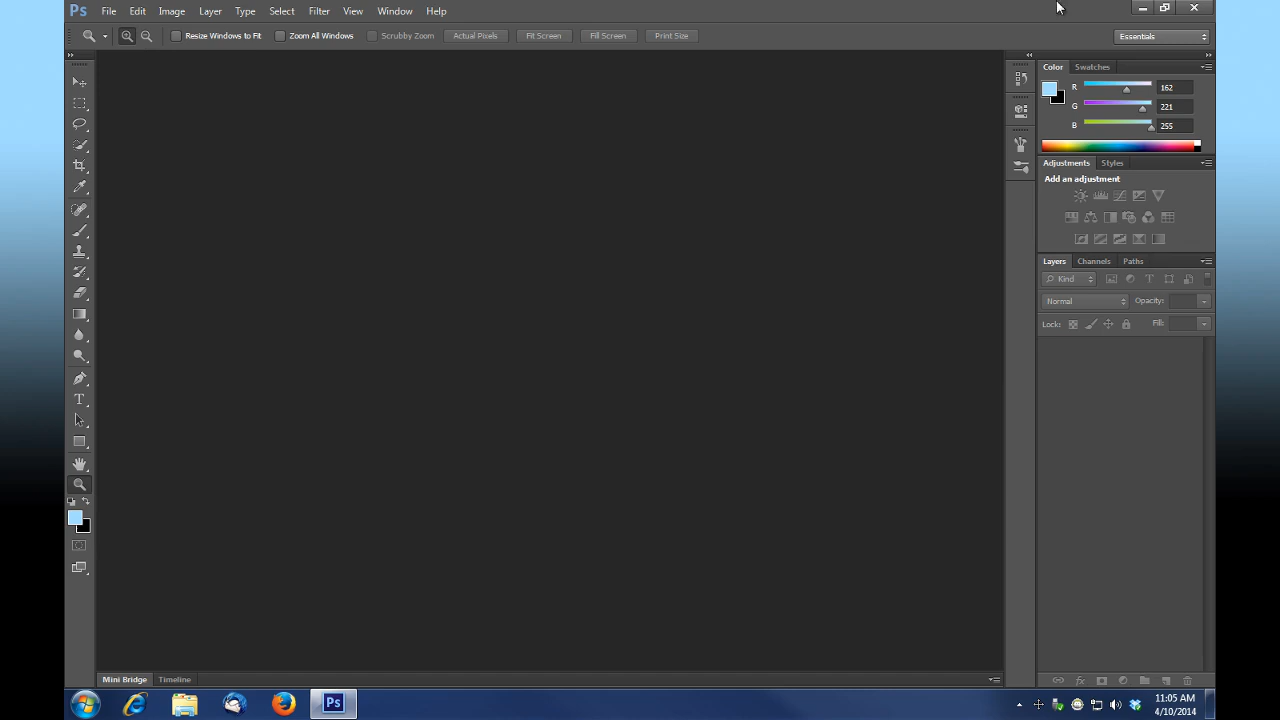 Ps File Edit Image Layer Type Select Filter View Window Help
Resize Windows to Fit Zoom All Windows Scrubby Zoom Actual Pixels Fit Screen Fill Screen Print Size Essentials
Color Swatches
R 162
G 221
B 255
Adjustments Styles
Add an adjustment
Layers Channels Paths
Kind T
Normal Opacity:
Lock: Fill:
T
Mini Bridge Timeline
Ps
11:05 AM
4/10/2014